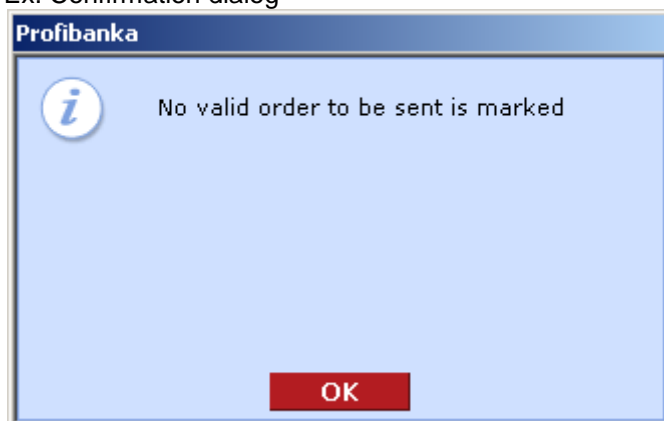 Ex. Confirmation dialog
Profibanka
i
No valid order to be sent is marked
OK